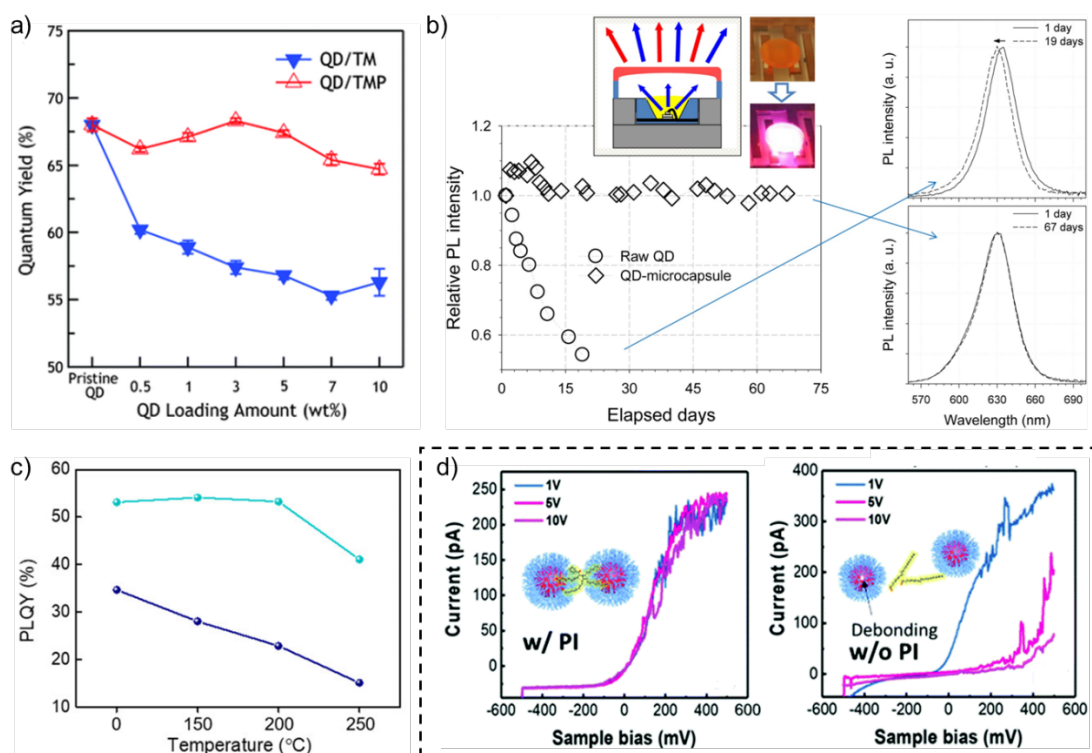 a)
Quantum Yield (%)
75
70
65
60
55
50
QD/TM
QD/TMP
Pristine
QD
0.5
1
3
5
7
10
QD Loading Amount (wt%)
b)
Relative PL intensity
1.2
1.0
0.8
0.6
Raw QD
QD-microcapsule
0
15
30
45
60
75
Elapsed days
PL intensity (a. u.)
1 day
19 days
PL intensity (a. u.)
1 day
67 days
570
600
630
660
690
Wavelength (nm)
c)
PLQY (%)
60
50
40
30
20
10
0
150
200
250
Temperature (°C)
d)
Current (pA)
250
200
150
100
50
0
1V
5V
10V
w/ PI
-600
-400
-200
0
200
400
600
Sample bias (mV)
Current (pA)
400
300
200
100
0
1V
5V
10V
Debonding
w/o PI
-600
-400
-200
0
200
400
600
Sample bias (mV)